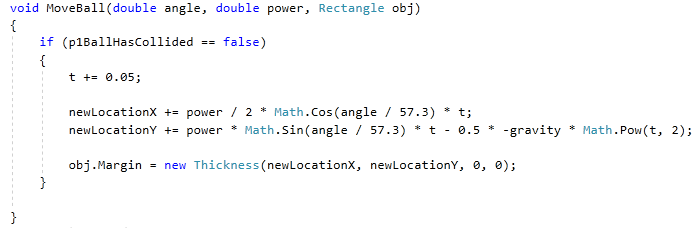 void MoveBall(double angle, double power, Rectangle obj)
{
if (p1BallHasCollided == false)
{
t += 0.05;
newLocationX += power / 2 * Math.Cos(angle / 57.3) * t;
newLocationY += power * Math.Sin(angle / 57.3) * t - 0.5 * -gravity * Math.Pow(t, 2);
obj.Margin = new Thickness(newLocationX, newLocationY, 0, 0);
}
}